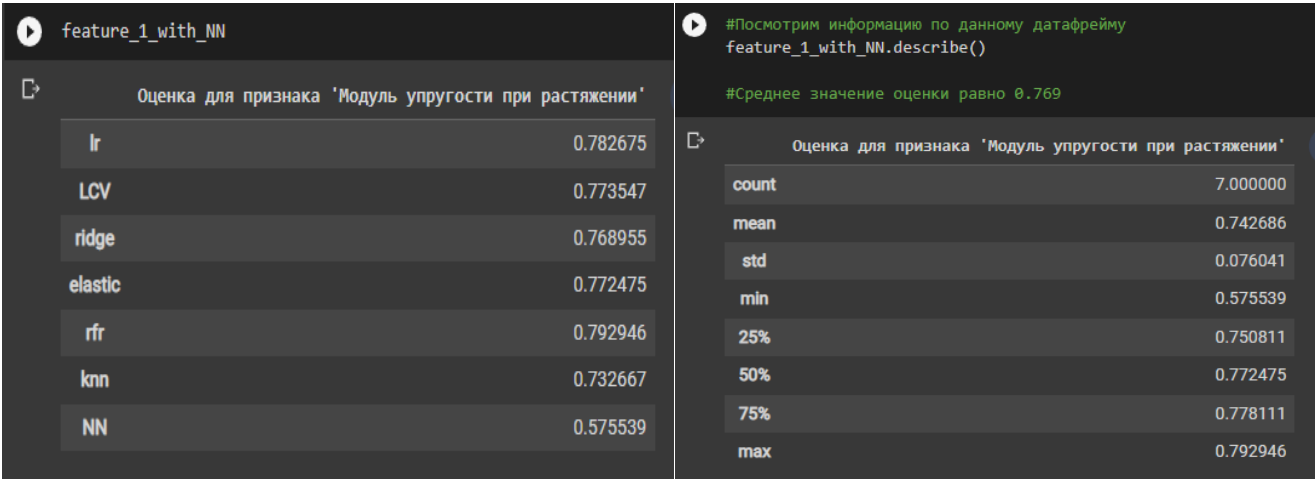 feature_1_with_NN
Оценка для признака 'Модуль упругости при растяжении'
lr 0.782675
LCV 0.773547
ridge 0.768955
elastic 0.772475
rfr 0.792946
knn 0.732667
NN 0.575539
#Посмотрим информацию по данному датафрейму
feature_1_with_NN.describe()
#Среднее значение оценки равно 0.769
Оценка для признака 'Модуль упругости при растяжении'
count 7.000000
mean 0.742686
std 0.076041
min 0.575539
25% 0.750811
50% 0.772475
75% 0.778111
max 0.792946